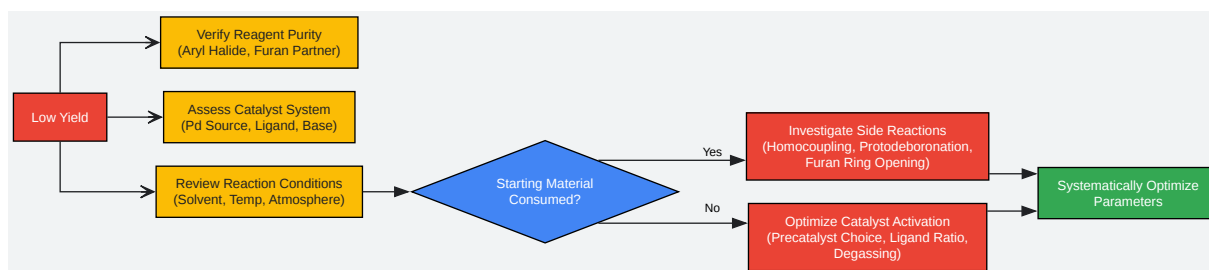 Verify Reagent Purity
(Aryl Halide, Furan Partner)
Low Yield
Assess Catalyst System
(Pd Source, Ligand, Base)
Review Reaction Conditions
(Solvent, Temp, Atmosphere)
Starting Material
Consumed?
Yes
No
Investigate Side Reactions
(Homocoupling, Protodeboronation,
Furan Ring Opening)
Optimize Catalyst Activation
(Precatalyst Choice, Ligand Ratio,
Degassing)
Systematically Optimize
Parameters